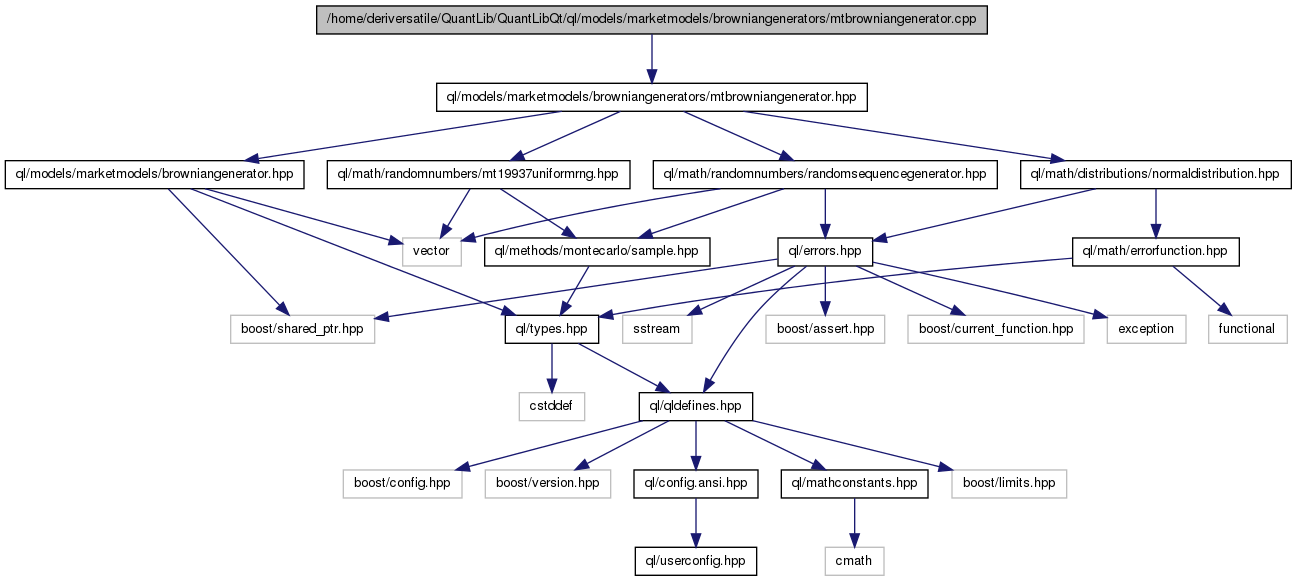 /home/deriversatile/QuantLib/QuantLibQt/ql/models/marketmodels/browniangenerators/mtbrowniangenerator.cpp
ql/models/marketmodels/browniangenerators/mtbrowniangenerator.hpp
ql/models/marketmodels/browniangenerator.hpp
ql/math/randomnumbers/mt19937uniformrng.hpp
ql/math/randomnumbers/randomsequencegenerator.hpp
ql/math/distributions/normaldistribution.hpp
vector
ql/methods/montecarlo/sample.hpp
ql/errors.hpp
ql/math/errorfunction.hpp
boost/shared_ptr.hpp
ql/types.hpp
sstream
boost/assert.hpp
boost/current_function.hpp
exception
functional
cstddef
ql/qldefines.hpp
boost/config.hpp
boost/version.hpp
ql/config.ansi.hpp
ql/mathconstants.hpp
boost/limits.hpp
ql/userconfig.hpp
cmath